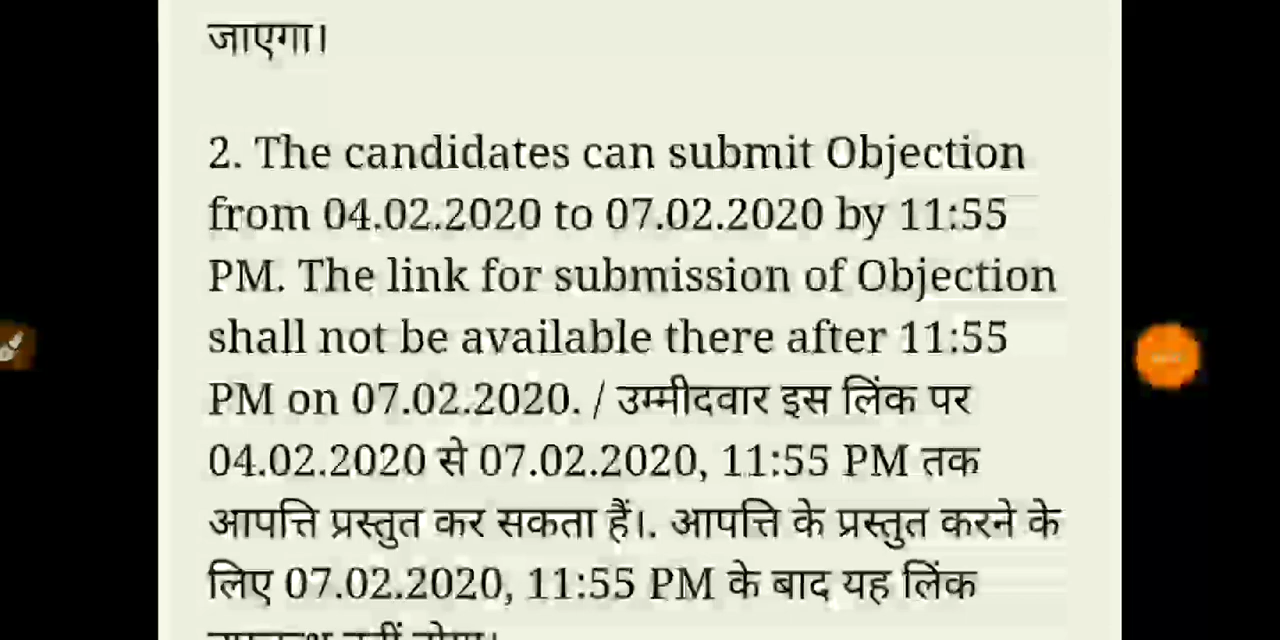 जाएगा।
2. The candidates can submit Objection
from 04.02.2020 to 07.02.2020 by 11:55
PM. The link for submission of Objection
shall not be available there after 11:55
PM on 07.02.2020. / उम्मीदवार इस लिंक पर
04.02.2020 से 07.02.2020, 11:55 PM तक
आपत्ति प्रस्तुत कर सकता हैं।. आपत्ति के प्रस्तुत करने के
लिए 07.02.2020, 11:55 PM के बाद यह लिंक